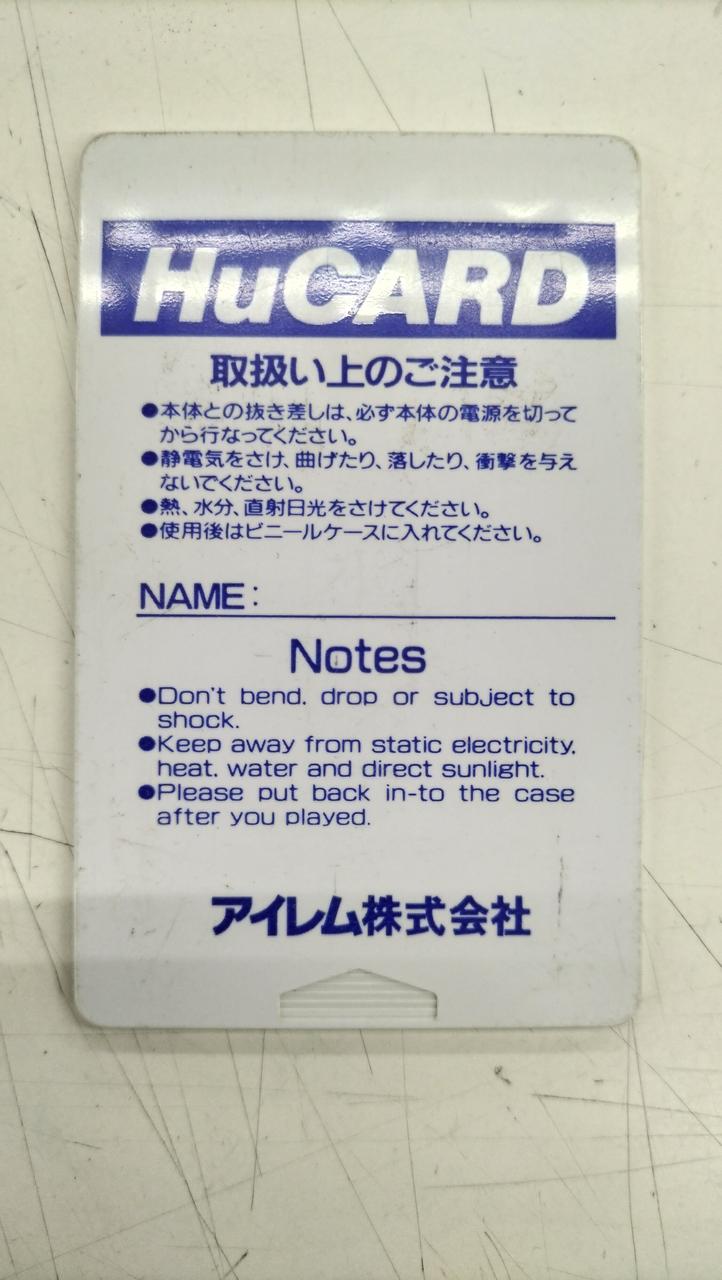 HuCARD
取扱い上のご注意
●本体との抜き差しは、必ず本体の電源を切って
から行なってください。
●静電気をさけ、曲げたり、落したり、衝撃を与え
ないでください。
●熱、水分、直射日光をさけてください。
●使用後はビニールケースに入れてください。
NAME:
Notes
●Don't bend. drop or subject to
shock.
●Keep away from static electricity.
heat. water and direct sunlight.
●Please put back in-to the case
after you played.
アイレム株式会社